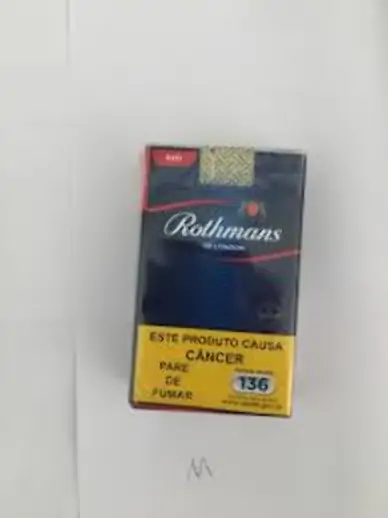 Rothmans
OF LONDON
ESTE PRODUTO CAUSA
CÂNCER
PARE
DE
FUMAR
136
M